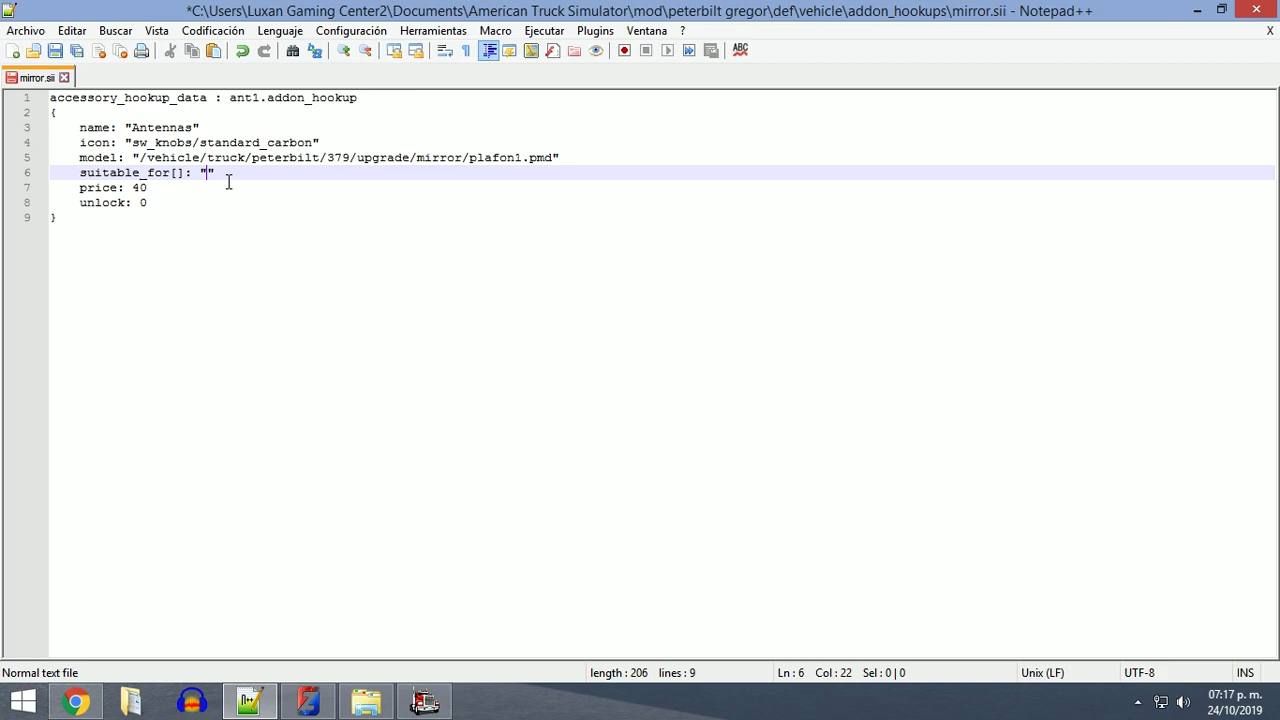 *C:\Users\Luxan Gaming Center2\Documents\American Truck Simulator\mod\peterbilt gregor\def\vehicle\addon_hookups\mirror.sii - Notepad++
Archivo Editar Buscar Vista Codificación Lenguaje Configuración Herramientas Macro Ejecutar Plugins Ventana ? X
ABC
mirror.sii
1 accessory_hookup_data : ant1.addon_hookup
2 {
3 name: "Antennas"
4 icon: "sw_knobs/standard_carbon"
5 model: "/vehicle/truck/peterbilt/379/upgrade/mirror/plafon1.pmd"
6 suitable_for[]: ""
7 price: 40
8 unlock: 0
9 }
Normal text file length : 206 lines : 9 Ln : 6 Col : 22 Sel : 0 | 0 Unix (LF) UTF-8 INS
07:17 p. m.
24/10/2019